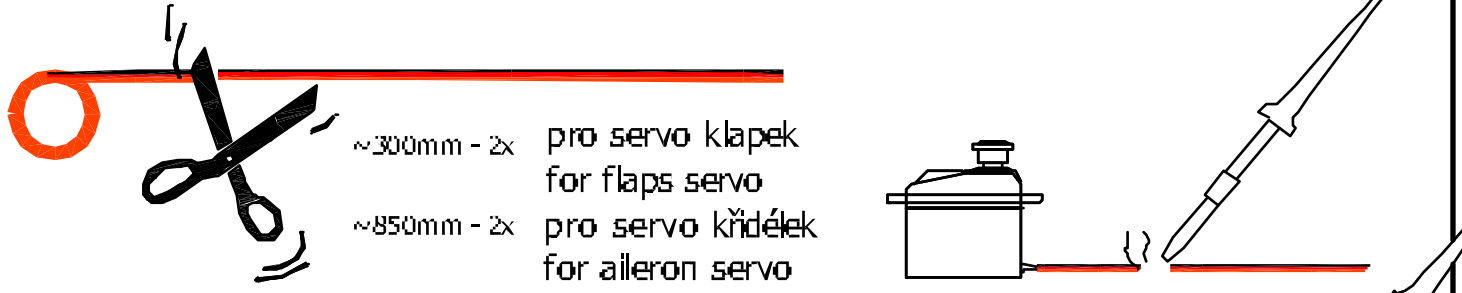 ~300mm - 2x pro servo klapek
for flaps servo
~850mm - 2x pro servo křidélek
for aileron servo